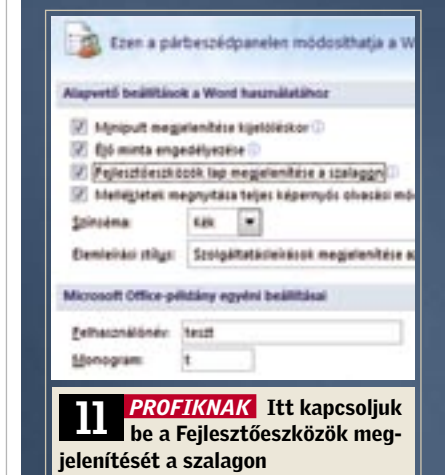 Ezen a párbeszédpanelen módosíthatja a W
Alapvető beállítások a Word használatához
Minipult megjelenítése kijelöléskor
Élő minta engedélyezése
Fejlesztőeszközök lap megjelenítése a szalagon
Mellékletek megnyitása teljes képernyős olvasási mó
Színséma: Kék
Elemleírási stílus: Szolgáltatásleírások megjelenítése a
Microsoft Office-példány egyéni beállításai
Felhasználónév: teszt
Monogram: t
11 PROFIKNAK Itt kapcsoljuk
be a Fejlesztőeszközök meg-
jelenítését a szalagon